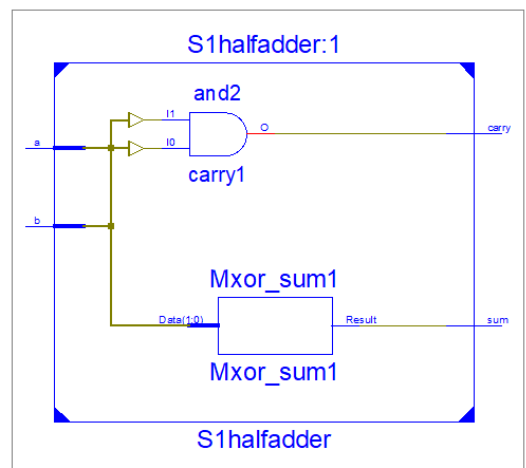 S1halfadder:1
and2
I1
O
carry
a
I0
carry1
b
Mxor_sum1
Data(1:0)
Result
sum
Mxor_sum1
S1halfadder